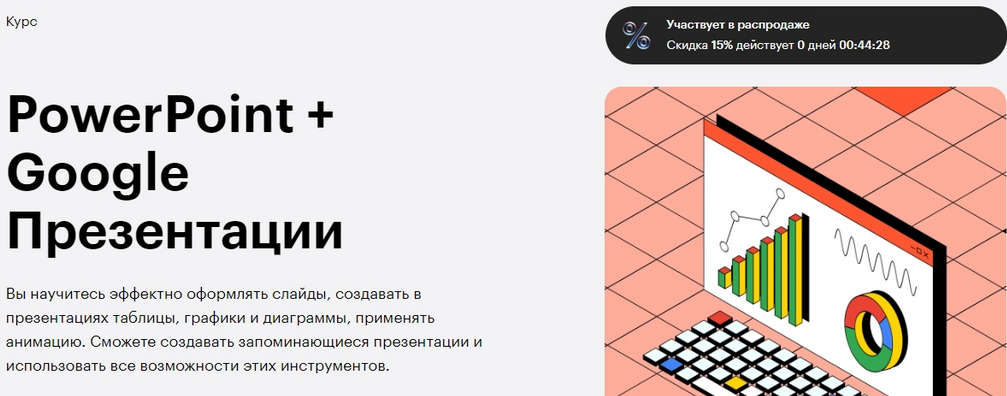 Курс
PowerPoint +
Google
Презентации
Вы научитесь эффектно оформлять слайды, создавать в
презентациях таблицы, графики и диаграммы, применять
анимацию. Сможете создавать запоминающиеся презентации и
использовать все возможности этих инструментов.
%
Участвует в распродаже
Скидка 15% действует 0 дней 00:44:28